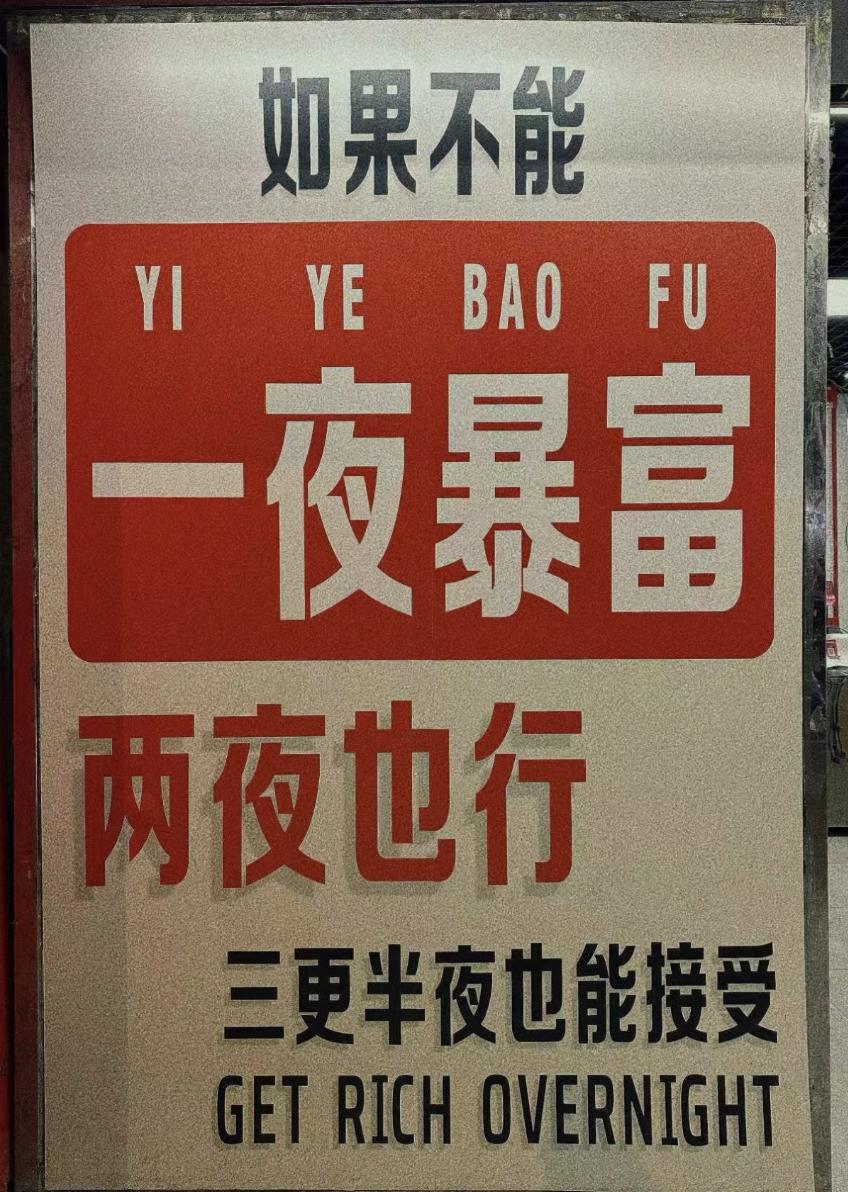 如果不能
YI YE BAO FU
一夜暴富
两夜也行
三更半夜也能接受
GET RICH OVERNIGHT